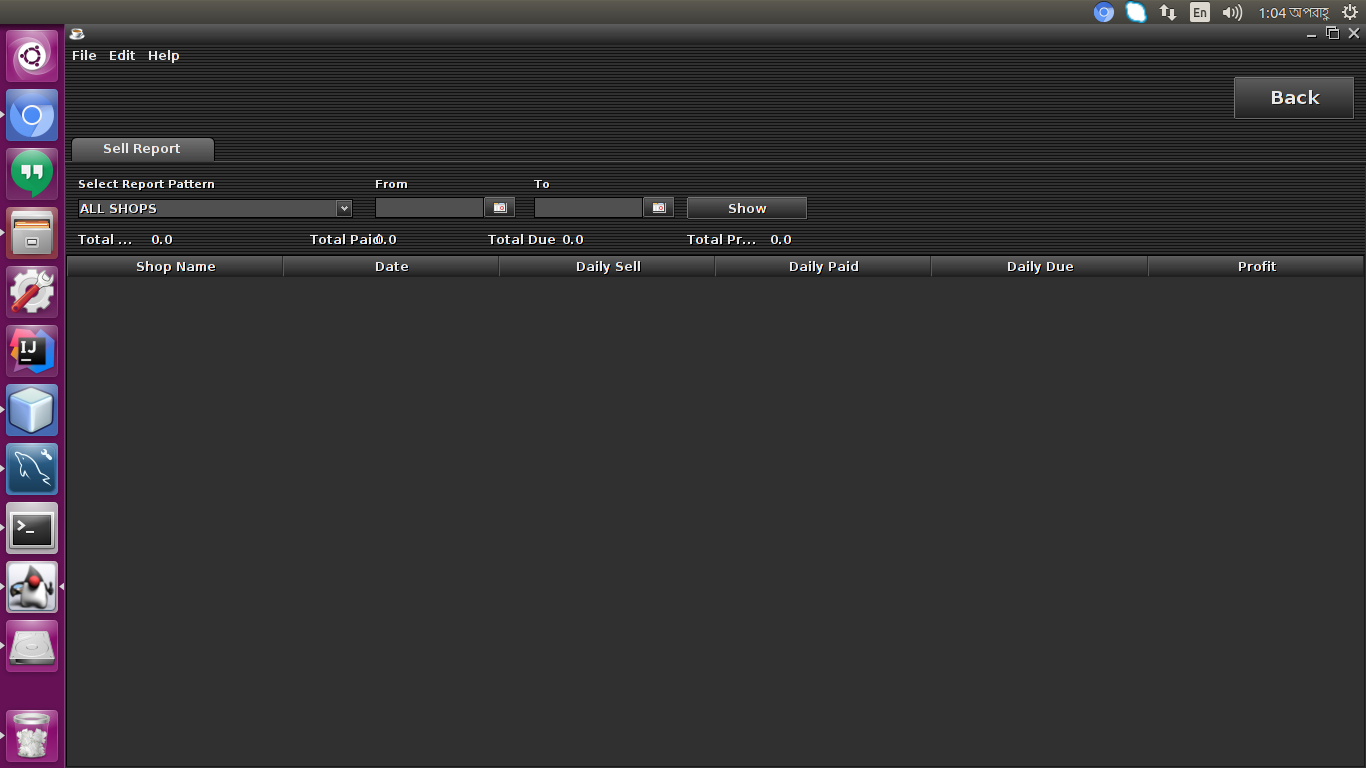 En 1:04 অপরাহ্ণ
File Edit Help
Back
Sell Report
Select Report Pattern From To
ALL SHOPS Show
Total ... 0.0 Total Paid 0.0 Total Due 0.0 Total Pr... 0.0
Shop Name Date Daily Sell Daily Paid Daily Due Profit
IJ